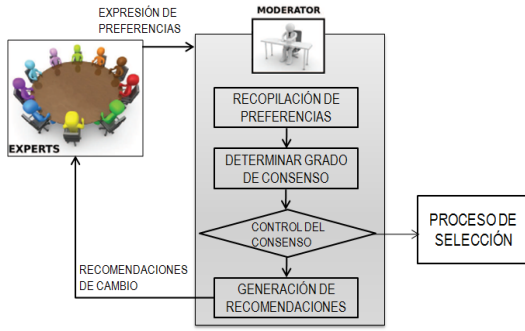 EXPRESIÓN DE
PREFERENCIAS
MODERATOR
EXPERTS
RECOPILACIÓN DE
PREFERENCIAS
DETERMINAR GRADO
DE CONSENSO
CONTROL DEL
CONSENSO
PROCESO DE
SELECCIÓN
RECOMENDACIONES
DE CAMBIO
GENERACIÓN DE
RECOMENDACIONES